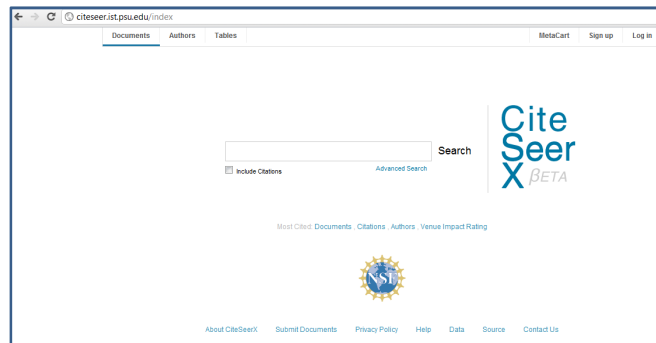 citeseer.ist.psu.edu/index
Documents Authors Tables MetaCart Sign up Log in
Search
Include Citations Advanced Search
Cite
Seer
X βETA
Most Cited: Documents, Citations, Authors, Venue Impact Rating
NSF
About CiteSeerX Submit Documents Privacy Policy Help Data Source Contact Us